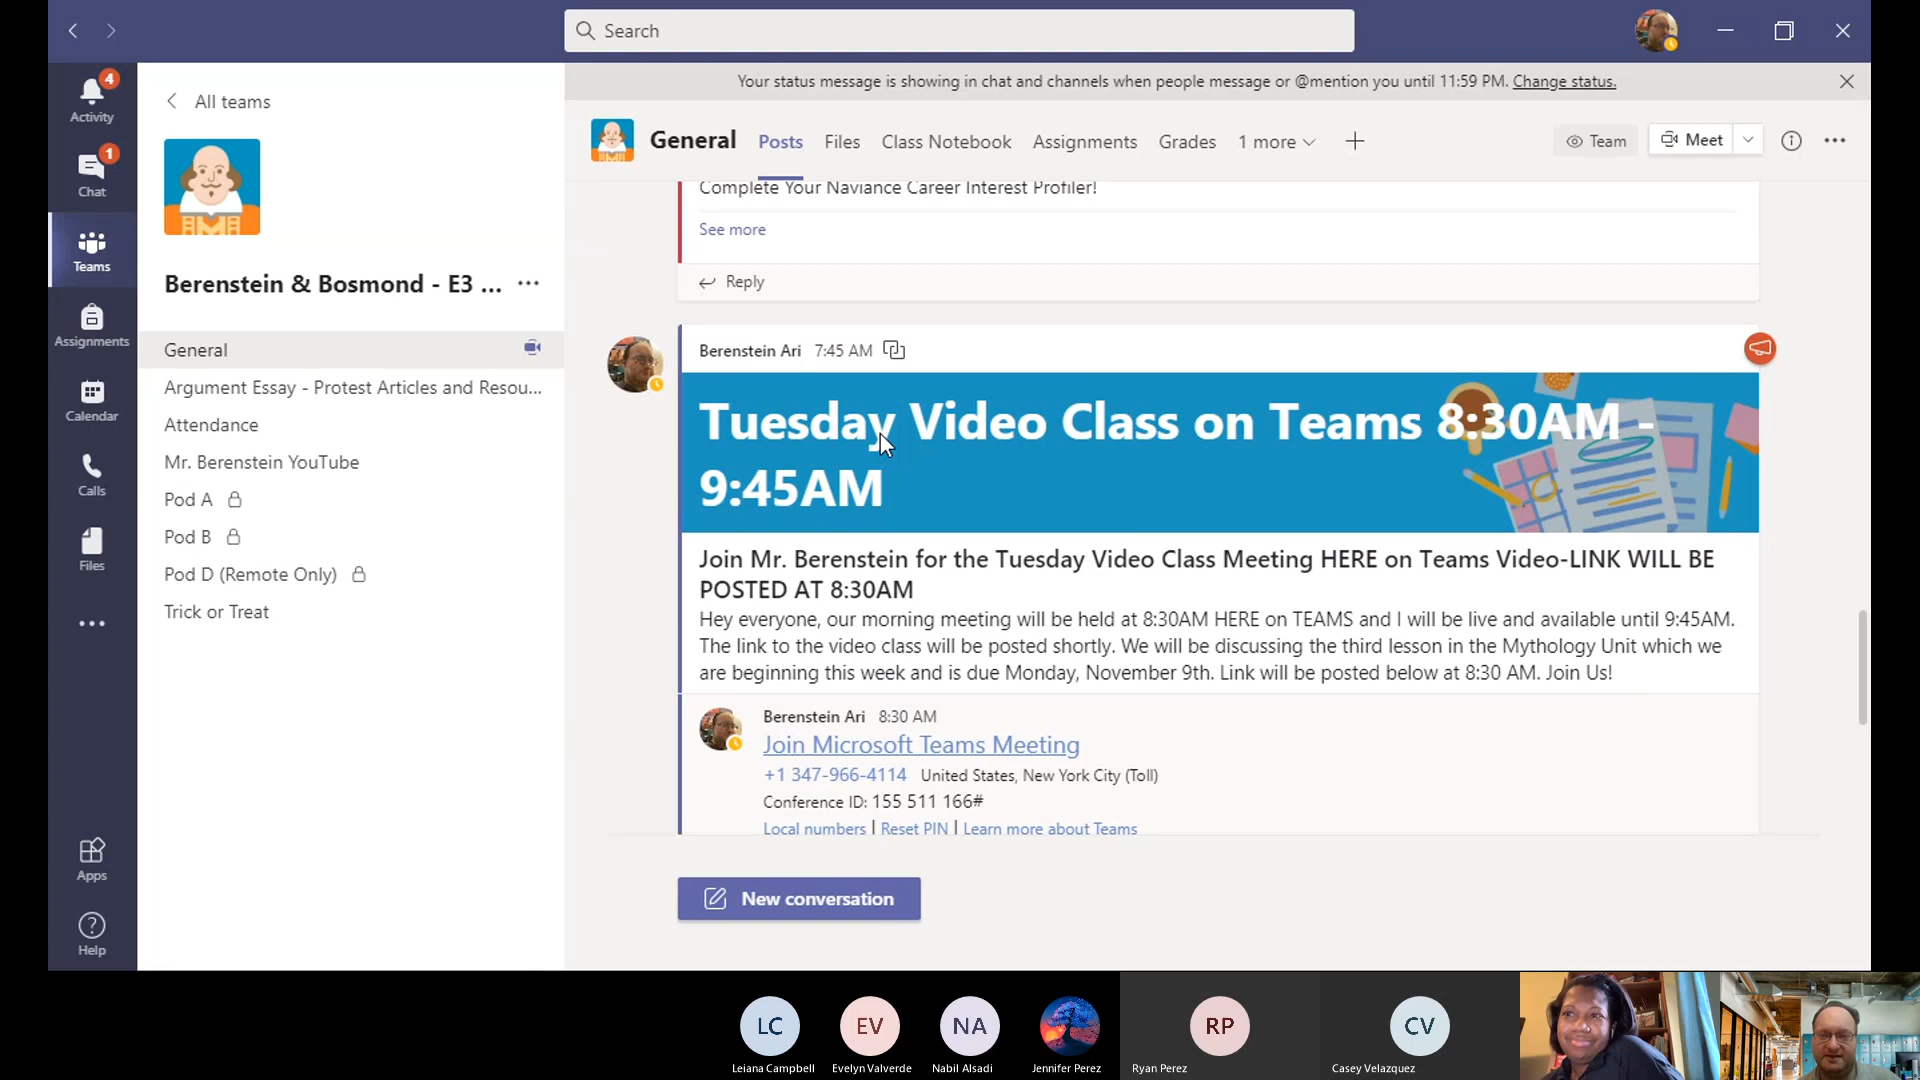 Search
Your status message is showing in chat and channels when people message or @mention you until 11:59 PM. Change status.
4
Activity
1
Chat
Teams
Assignments
Calendar
Calls
Files
Apps
Help
All teams
Berenstein & Bosmond - E3 ...
General
Argument Essay - Protest Articles and Resou...
Attendance
Mr. Berenstein YouTube
Pod A
Pod B
Pod D (Remote Only)
Trick or Treat
General Posts Files Class Notebook Assignments Grades 1 more
Team Meet
Complete Your Naviance Career Interest Profiler!
See more
Reply
Berenstein Ari 7:45 AM
Tuesday Video Class on Teams 8:30AM -
9:45AM
Join Mr. Berenstein for the Tuesday Video Class Meeting HERE on Teams Video-LINK WILL BE
POSTED AT 8:30AM
Hey everyone, our morning meeting will be held at 8:30AM HERE on TEAMS and I will be live and available until 9:45AM.
The link to the video class will be posted shortly. We will be discussing the third lesson in the Mythology Unit which we
are beginning this week and is due Monday, November 9th. Link will be posted below at 8:30 AM. Join Us!
Berenstein Ari 8:30 AM
Join Microsoft Teams Meeting
+1 347-966-4114 United States, New York City (Toll)
Conference ID: 155 511 166#
Local numbers | Reset PIN | Learn more about Teams
New conversation
LC
Leiana Campbell
EV
Evelyn Valverde
NA
Nabil Alsadi
Jennifer Perez
RP
Ryan Perez
CV
Casey Velazquez